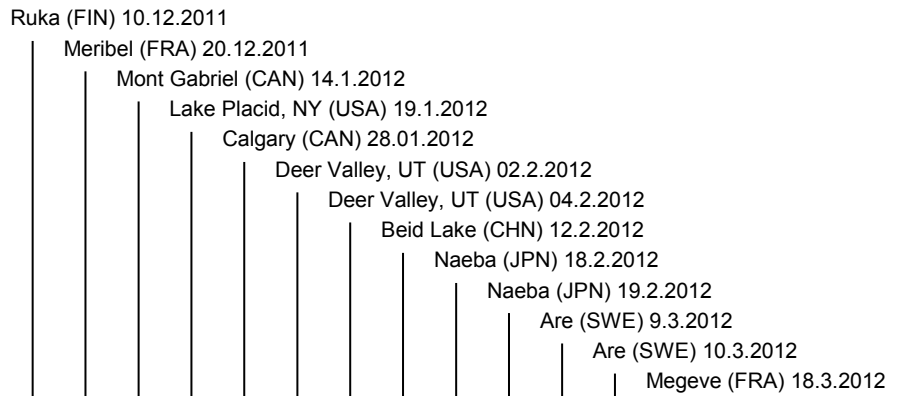 Ruka (FIN) 10.12.2011
Meribel (FRA) 20.12.2011
Mont Gabriel (CAN) 14.1.2012
Lake Placid, NY (USA) 19.1.2012
Calgary (CAN) 28.01.2012
Deer Valley, UT (USA) 02.2.2012
Deer Valley, UT (USA) 04.2.2012
Beid Lake (CHN) 12.2.2012
Naeba (JPN) 18.2.2012
Naeba (JPN) 19.2.2012
Are (SWE) 9.3.2012
Are (SWE) 10.3.2012
Megeve (FRA) 18.3.2012